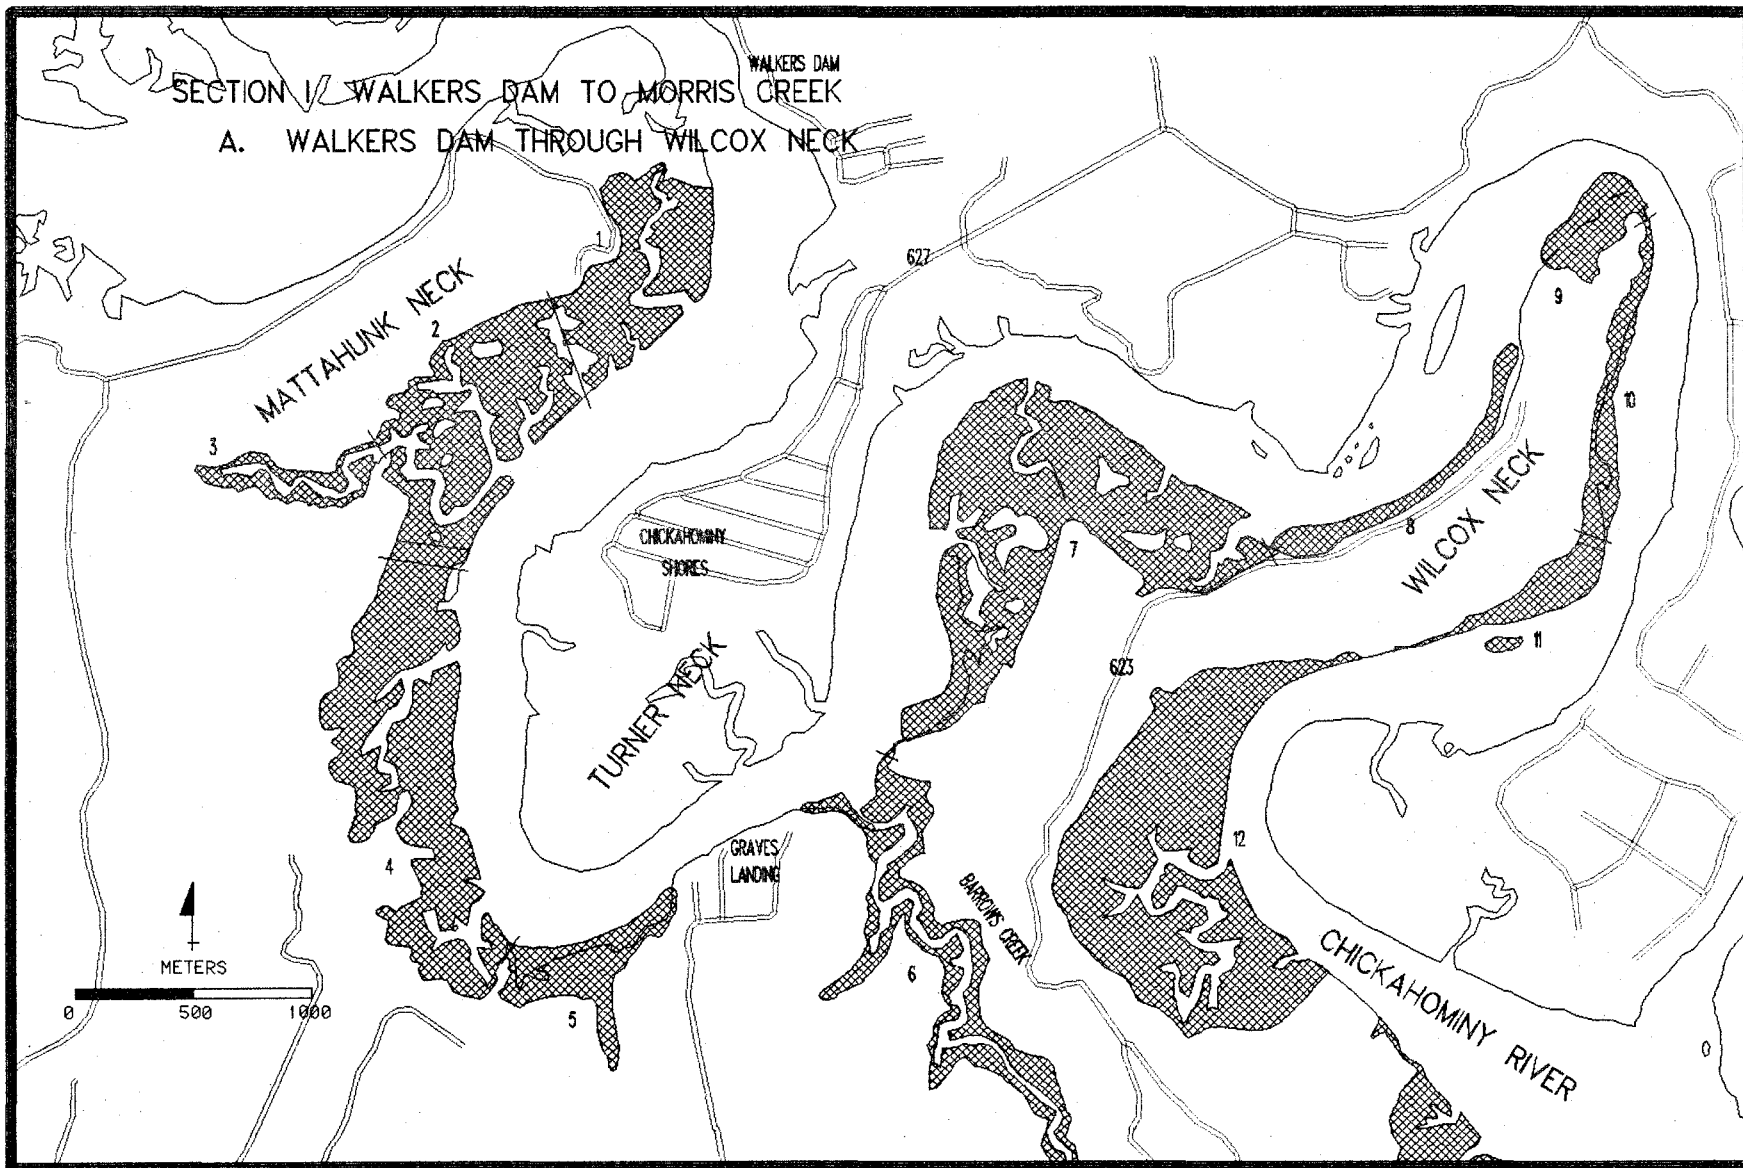 WALKERS DAM
SECTION I/ WALKERS DAM TO MORRIS CREEK
A. WALKERS DAM THROUGH WILCOX NECK
1
627
MATTAHUNK NECK
2
9
10
3
CHICKAHOMINY
SHORES
7
8
WILCOX NECK
11
623
TURNER NECK
12
GRAVES
LANDING
4
BARROWS CREEK
6
CHICKAHOMINY RIVER
METERS
0 500 1000
5